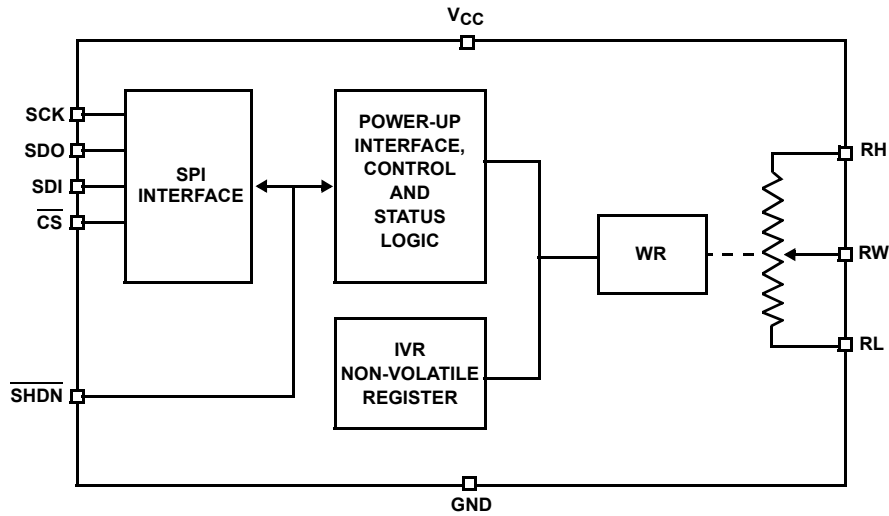 VCC
SCK
SDO
SDI
CS
SHDN
SPI
INTERFACE
POWER-UP
INTERFACE,
CONTROL
AND
STATUS
LOGIC
IVR
NON-VOLATILE
REGISTER
WR
RH
RW
RL
GND